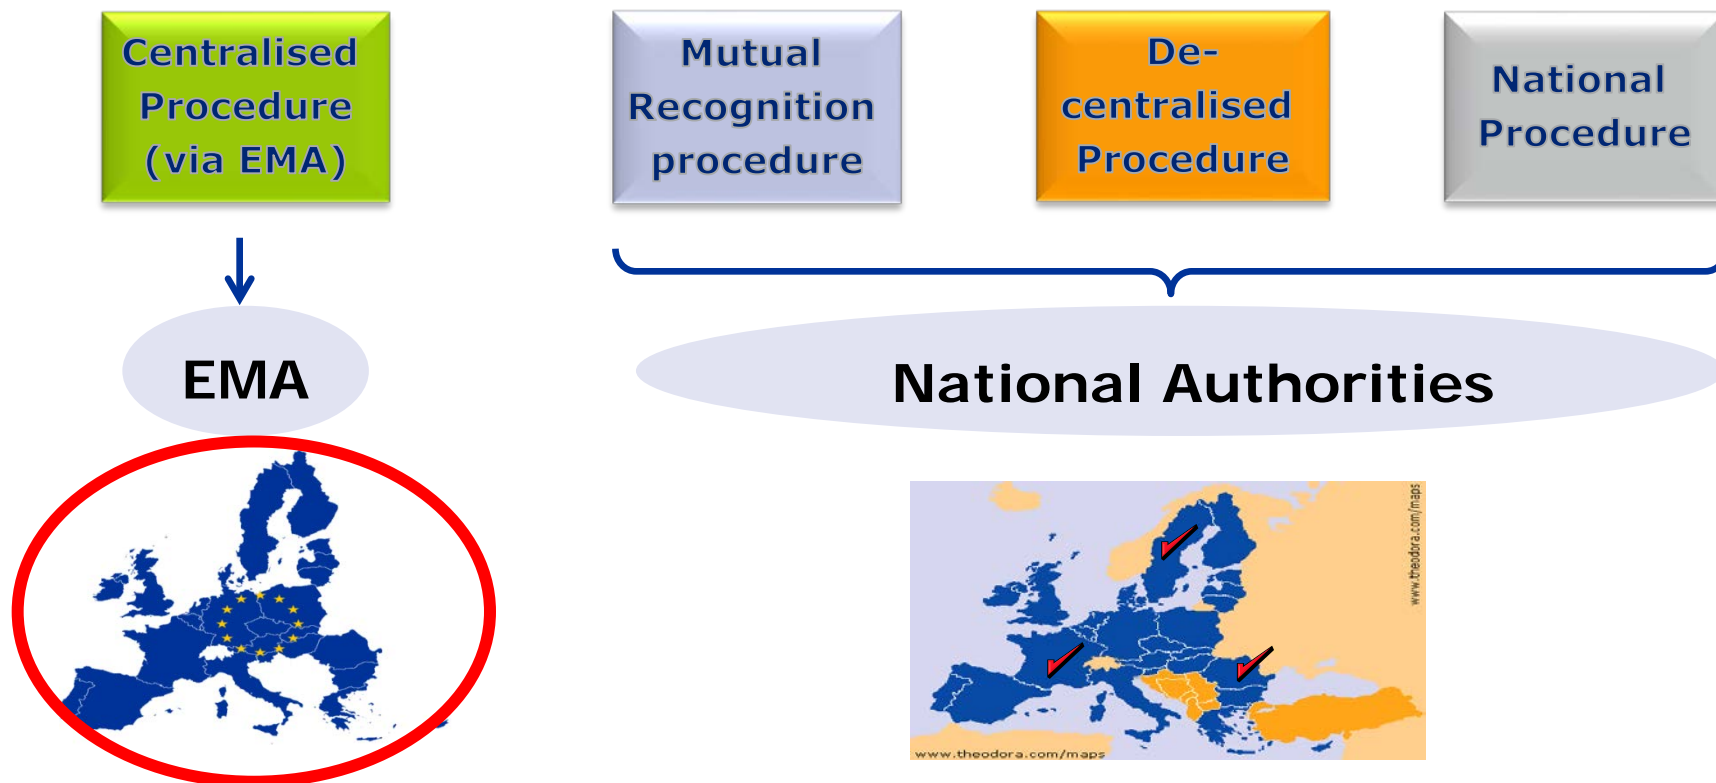 Centralised
Procedure
(via EMA)
Mutual
Recognition
procedure
De-
centralised
Procedure
National
Procedure
EMA
National Authorities
www.theodora.com/maps
www.theodora.com/maps